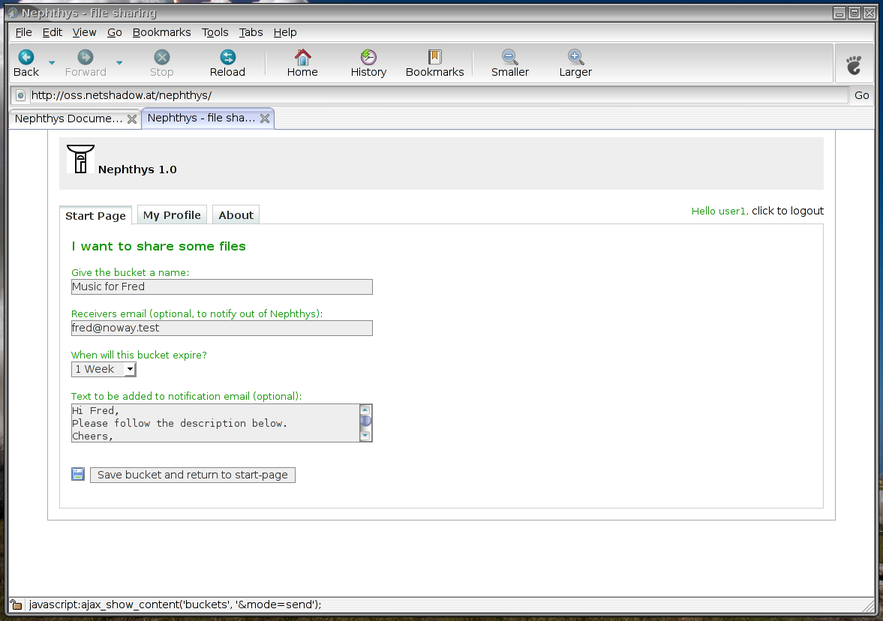 Nephthys - file sharing
File Edit View Go Bookmarks Tools Tabs Help
Back Forward Stop Reload Home History Bookmarks Smaller Larger
http://oss.netshadow.at/nephthys/ Go
Nephthys Docume... Nephthys - file sha...
Nephthys 1.0
Start Page My Profile About Hello user1, click to logout
I want to share some files
Give the bucket a name:
Music for Fred
Receivers email (optional, to notify out of Nephthys):
fred@noway.test
When will this bucket expire?
1 Week
Text to be added to notification email (optional):
Hi Fred,
Please follow the description below.
Cheers,
Save bucket and return to start-page
javascript:ajax_show_content('buckets', '&mode=send');